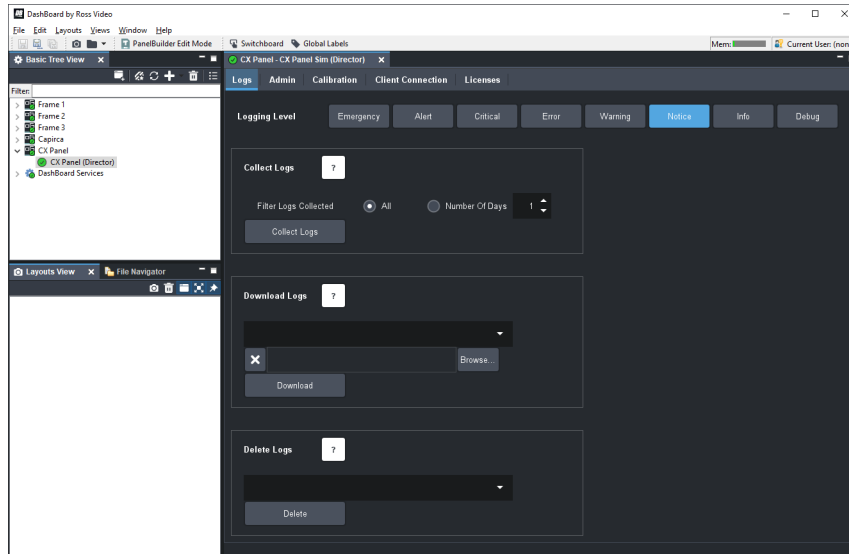 DashBoard by Ross Video
File Edit Layouts Views Window Help
PanelBuilder Edit Mode Switchboard Global Labels Mem: Current User: (non
Basic Tree View
Filter:
Frame 1
Frame 2
Frame 3
Capirca
CX Panel
CX Panel (Director)
DashBoard Services
Layouts View File Navigator
CX Panel - CX Panel Sim (Director)
Logs Admin Calibration Client Connection Licenses
Logging Level Emergency Alert Critical Error Warning Notice Info Debug
Collect Logs ?
Filter Logs Collected All Number Of Days 1
Collect Logs
Download Logs ?
Browse...
Download
Delete Logs ?
Delete